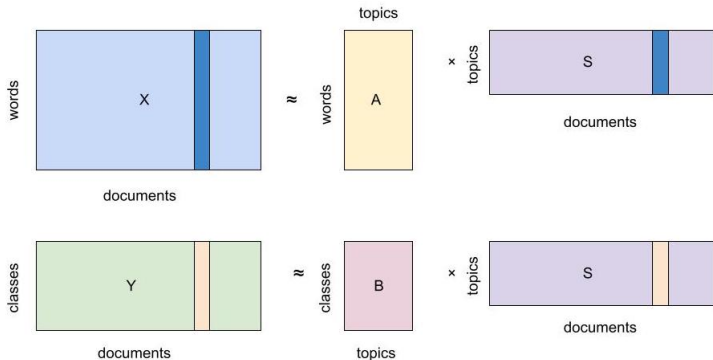 topics
words
X
≈
words
A
×
topics
S
documents
documents
classes
Y
≈
classes
B
×
topics
S
documents
documents
topics